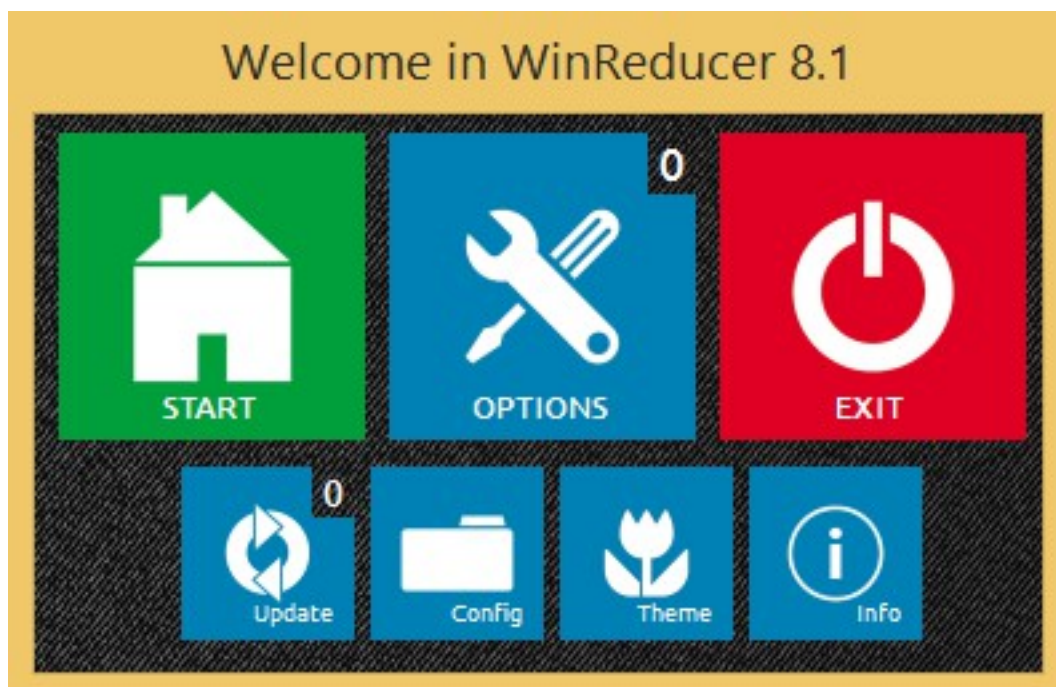 Welcome in WinReducer 8.1
0
START
OPTIONS
EXIT
0
Update
Config
Theme
Info